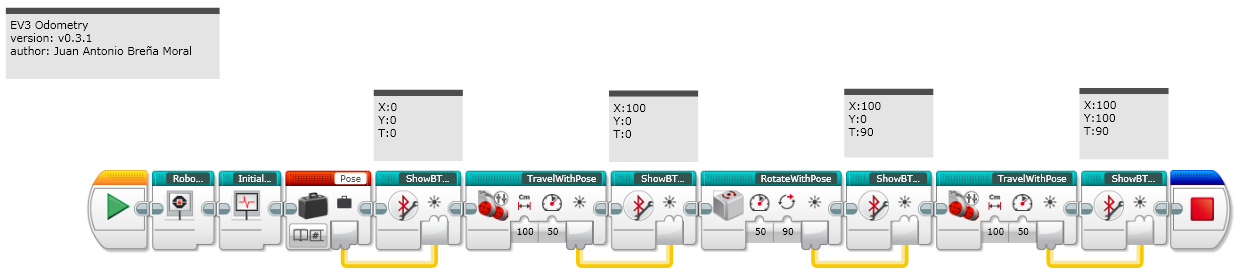 EV3 Odometry
version: v0.3.1
author: Juan Antonio Breña Moral
X:0
Y:0
T:0
X:100
Y:0
T:0
X:100
Y:0
T:90
X:100
Y:100
T:90
Robo...
Initial...
Pose
ShowBT...
TravelWithPose
ShowBT...
RotateWithPose
ShowBT...
TravelWithPose
ShowBT...
Cm
Cm
#
100 50
50 90
100 50